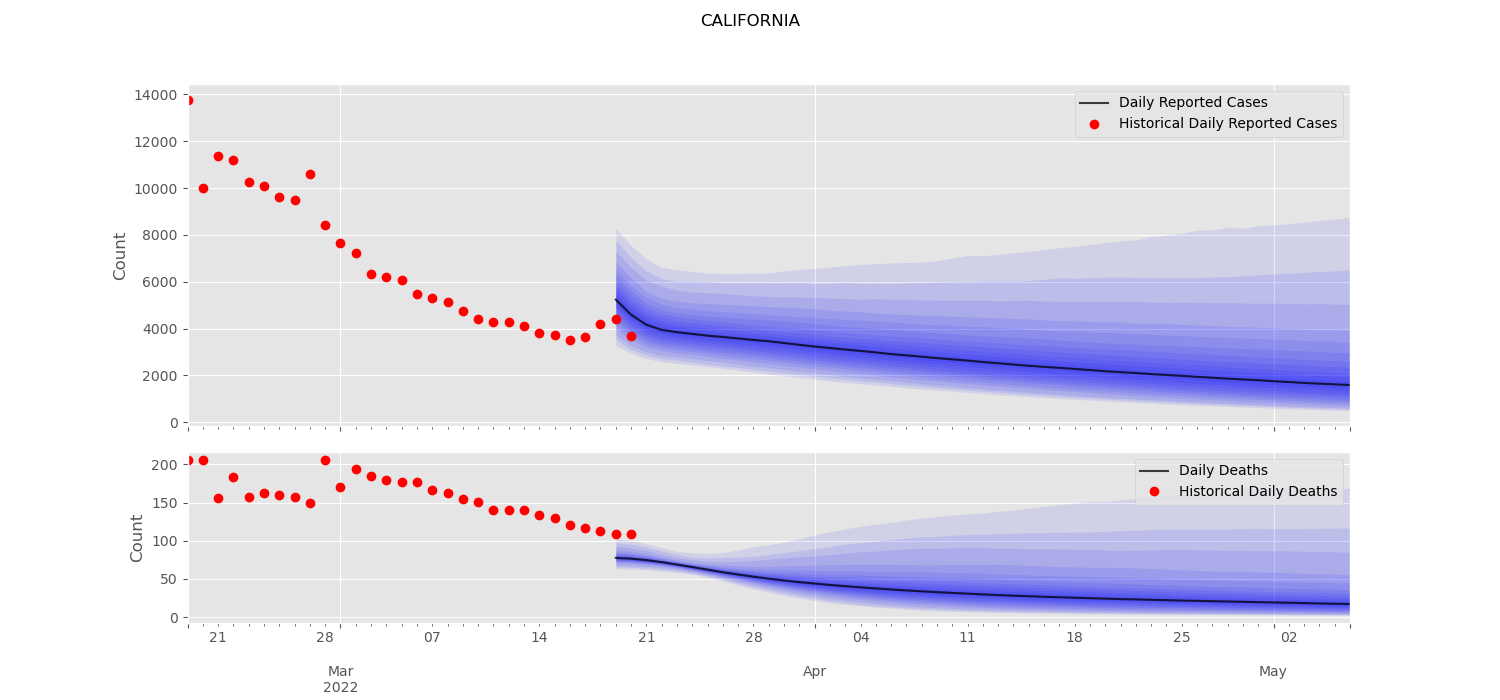 CALIFORNIA
14000
12000
10000
8000
6000
4000
2000
0
Count
Daily Reported Cases
Historical Daily Reported Cases
200
150
100
50
0
Count
Daily Deaths
Historical Daily Deaths
21 28 07 14 21 28 04 11 18 25 02
Mar Apr May
2022